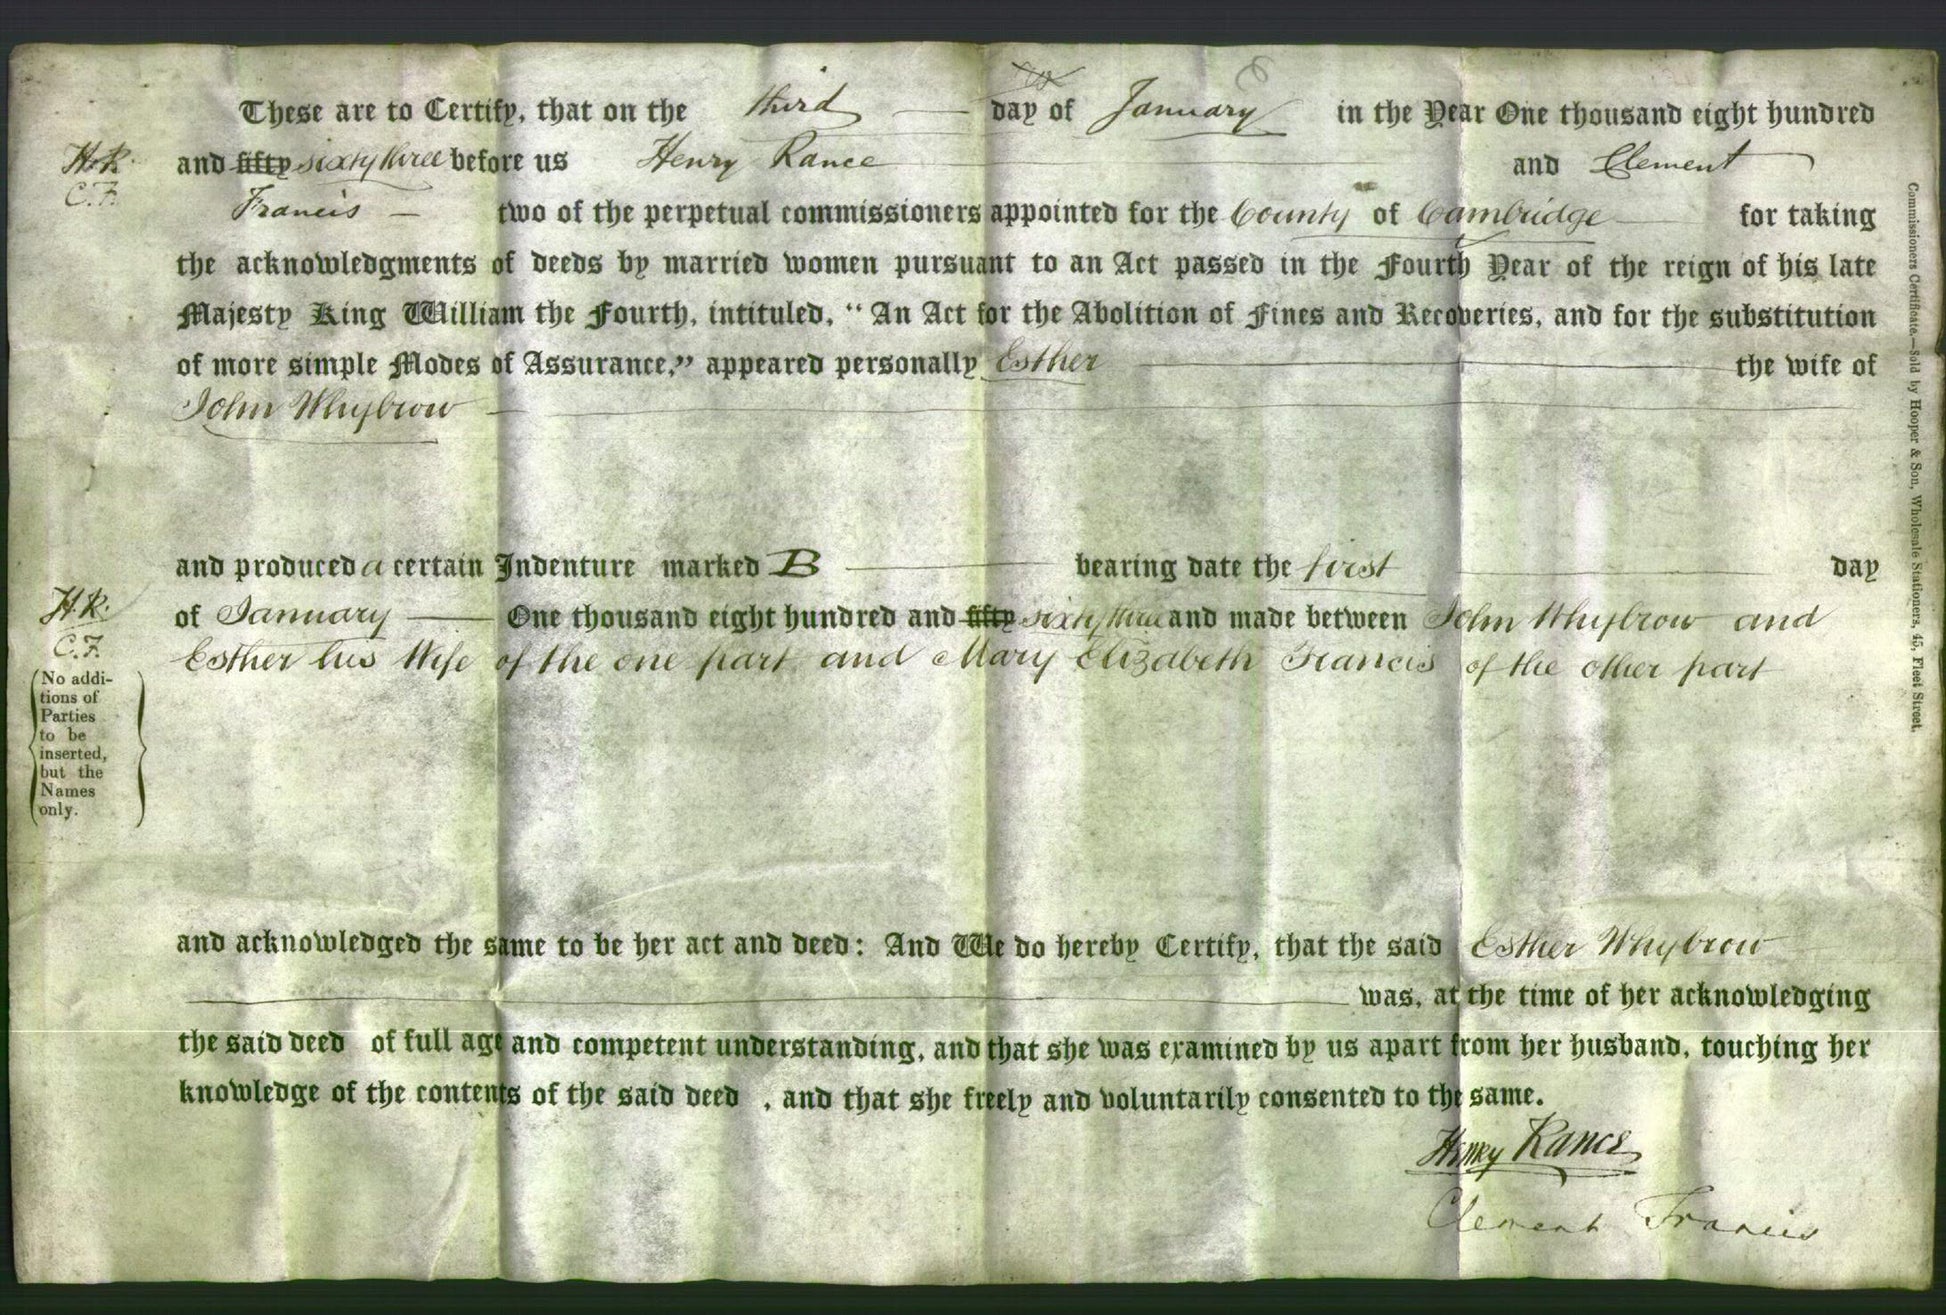 These are to Certify, that on the third day of January in the Year One thousand eight hundred
H.R. and fifty sixty three before us Henry Rance and Clement
C.F. Francis two of the perpetual commissioners appointed for the County of Cambridge for taking
the acknowledgments of deeds by married women pursuant to an Act passed in the Fourth Year of the reign of his late
Majesty King William the Fourth, intituled, “An Act for the Abolition of Fines and Recoveries, and for the substitution
of more simple Modes of Assurance,” appeared personally Esther the wife of
John Whybrow
and produced a certain Indenture marked B bearing date the first day
H.R. of January One thousand eight hundred and fifty sixty three and made between John Whybrow and
C.F. Esther his Wife of the one part and Mary Elizabeth Francis of the other part
No addi-
tions of
Parties
to be
inserted,
but the
Names
only.
and acknowledged the same to be her act and deed: And We do hereby Certify, that the said Esther Whybrow
was, at the time of her acknowledging
the said deed of full age and competent understanding, and that she was examined by us apart from her husband, touching her
knowledge of the contents of the said deed , and that she freely and voluntarily consented to the same.
Henry Rance
Clement Francis
Commissioners Certificate.—Sold by Hooper & Son, Wholesale Stationers, 45, Fleet Street.